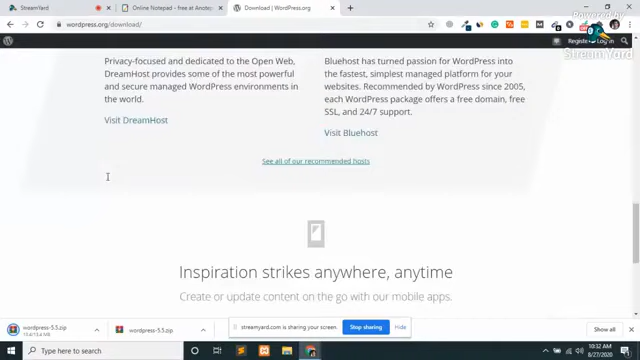 StreamYard
Online Notepad - free at Anotep
Download | WordPress.org
wordpress.org/download/
Powered by
StreamYard
Register
Log In
Privacy-focused and dedicated to the Open Web,
DreamHost provides some of the most powerful
and secure managed WordPress environments in
the world.
Visit DreamHost
Bluehost has turned passion for WordPress into
the fastest, simplest managed platform for your
websites. Recommended by WordPress since 2005,
each WordPress package offers a free domain, free
SSL, and 24/7 support.
Visit Bluehost
See all of our recommended hosts
Inspiration strikes anywhere, anytime
Create or update content on the go with our mobile apps.
wordpress-5.5.zip
wordpress-5.5.zip
streamyard.com is sharing your screen.
Stop sharing
Hide
Show all
Type here to search
10:32 AM
8/27/2020